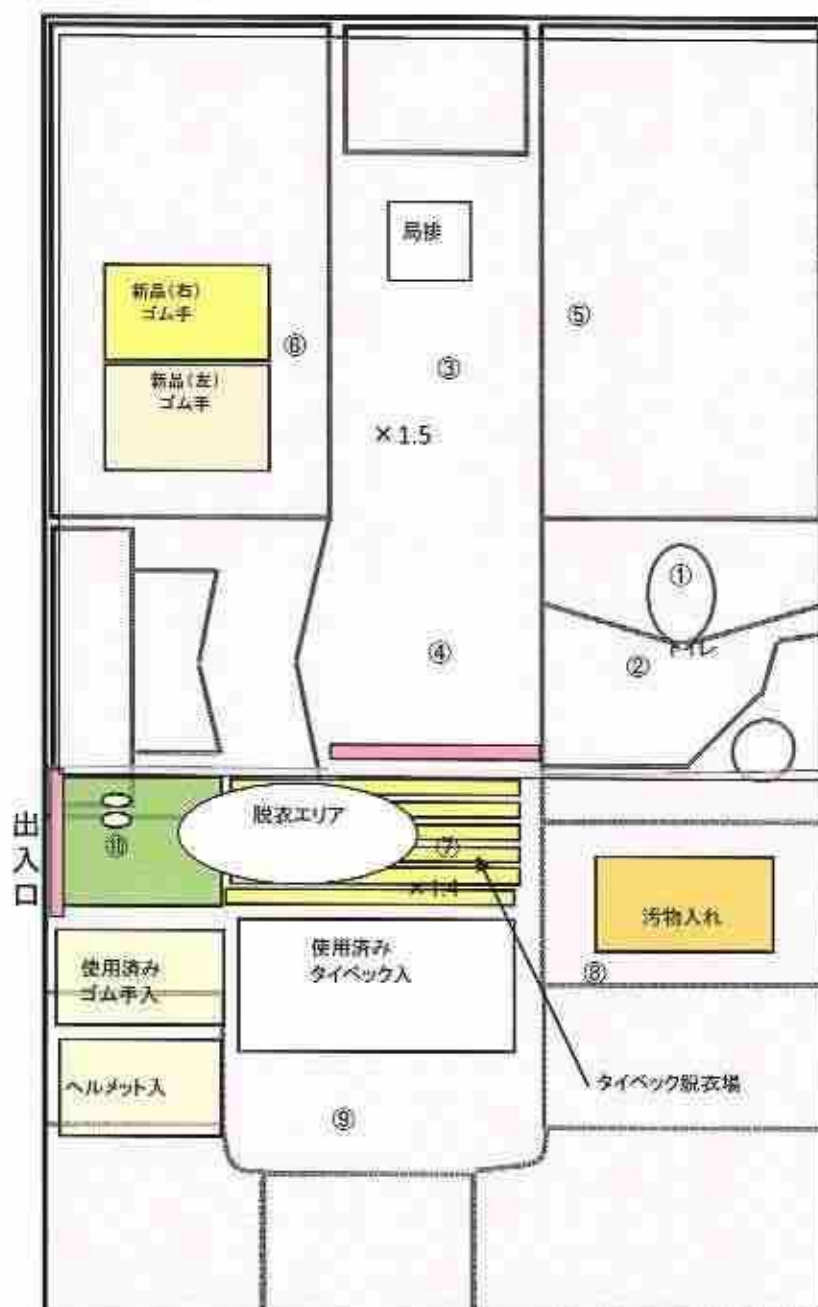 局排
新品(右)
ゴム手
⑤
⑥
③
新品(左)
ゴム手
×1.5
①
④
②
トイレ
出入口
脱衣エリア
⑦
×1.4
汚物入れ
使用済み
タイベック入
使用済み
ゴム手入
⑧
ヘルメット入
タイベック脱衣場
⑨